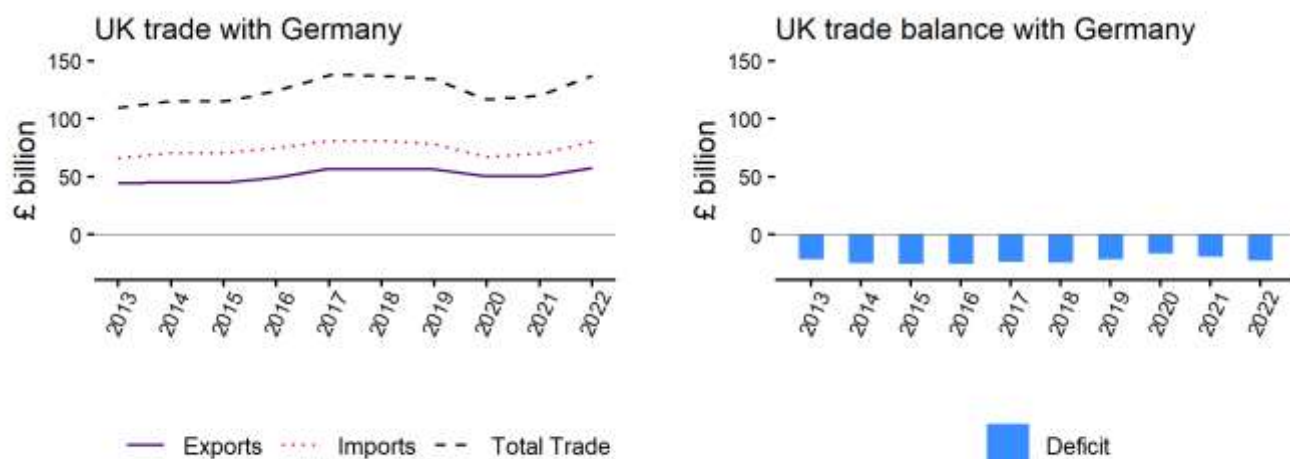 UK trade with Germany
150
100
50
0
£ billion
2013 2014 2015 2016 2017 2018 2019 2020 2021 2022
Exports Imports Total Trade
UK trade balance with Germany
150
100
50
0
£ billion
2013 2014 2015 2016 2017 2018 2019 2020 2021 2022
Deficit